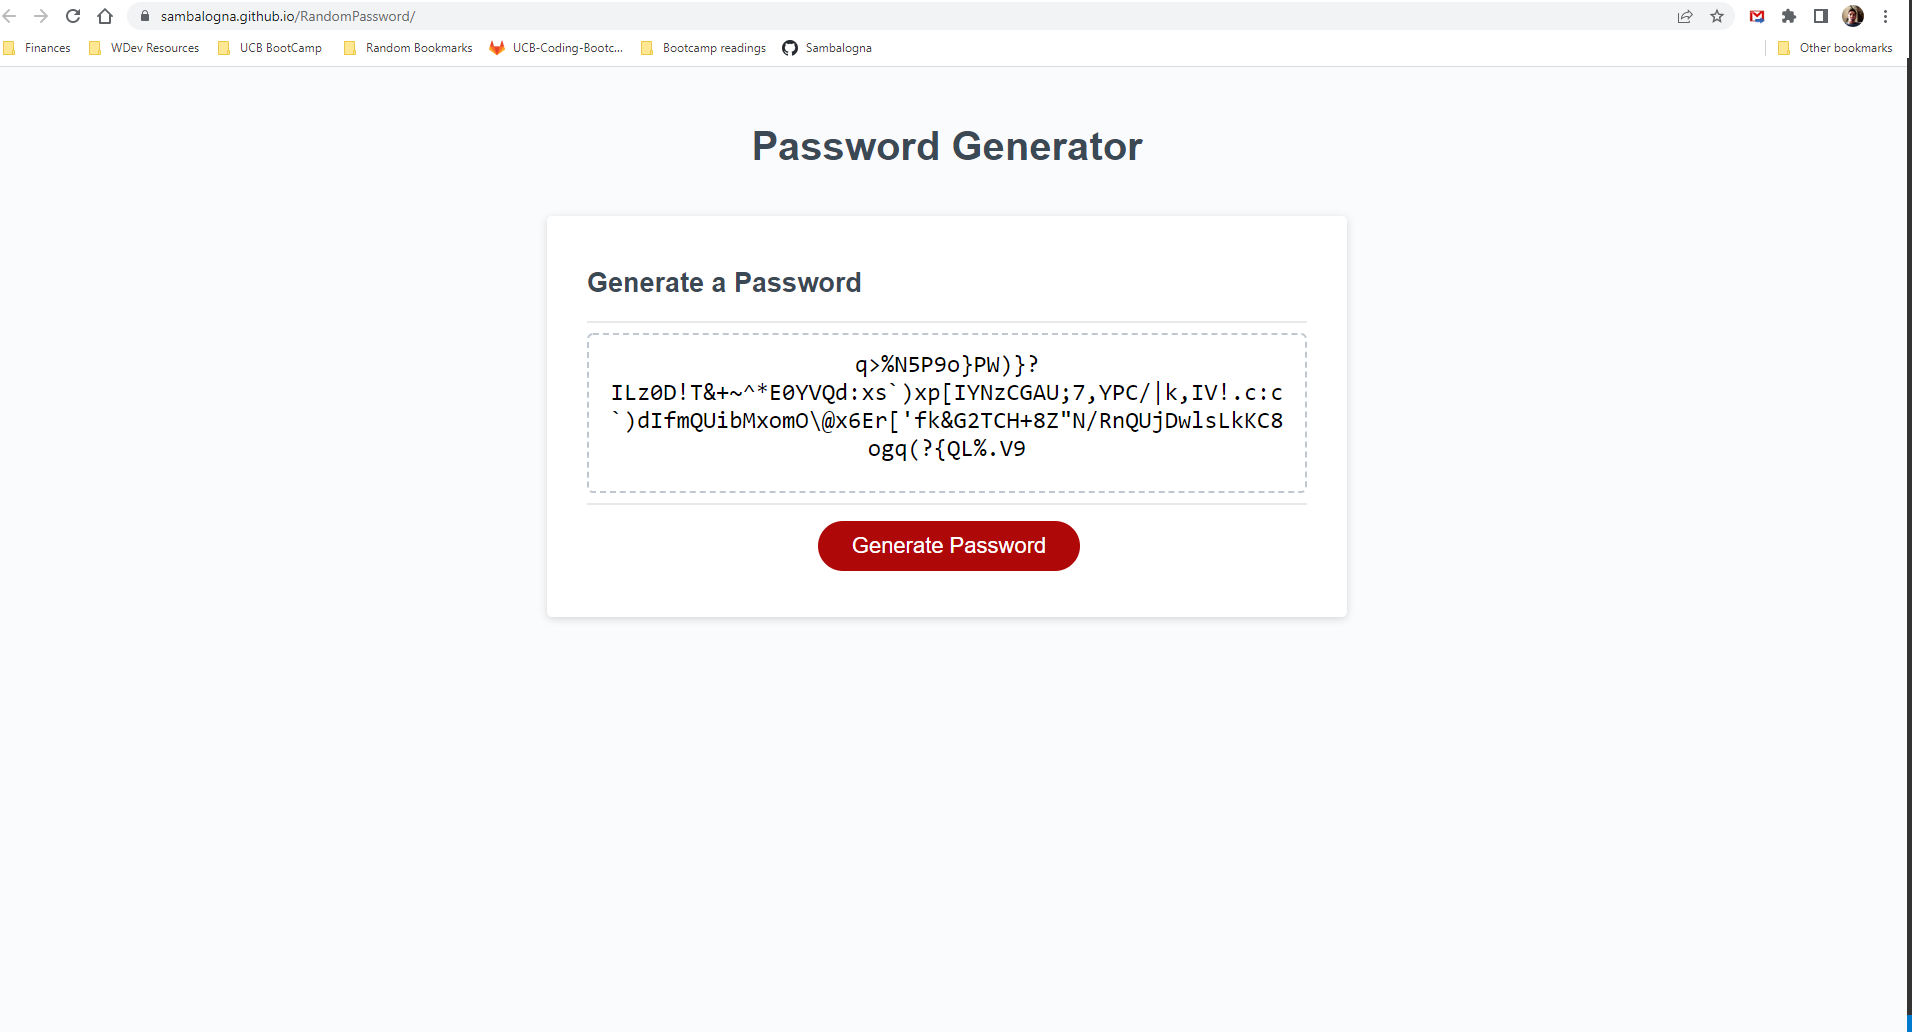 sambalogna.github.io/RandomPassword/
Finances WDev Resources UCB BootCamp Random Bookmarks UCB-Coding-Bootc... Bootcamp readings Sambalogna Other bookmarks
Password Generator
Generate a Password
q>%N5P9o}PW)}?
ILz0D!T&+~^*E0YVQd:xs`)xp[IYNzCGAU;7,YPC/|k,IV!.c:c
`)dIfmQUibMxomO\@x6Er['fk&G2TCH+8Z"N/RnQUjDwlsLkKC8
ogq(?{QL%.V9
Generate Password